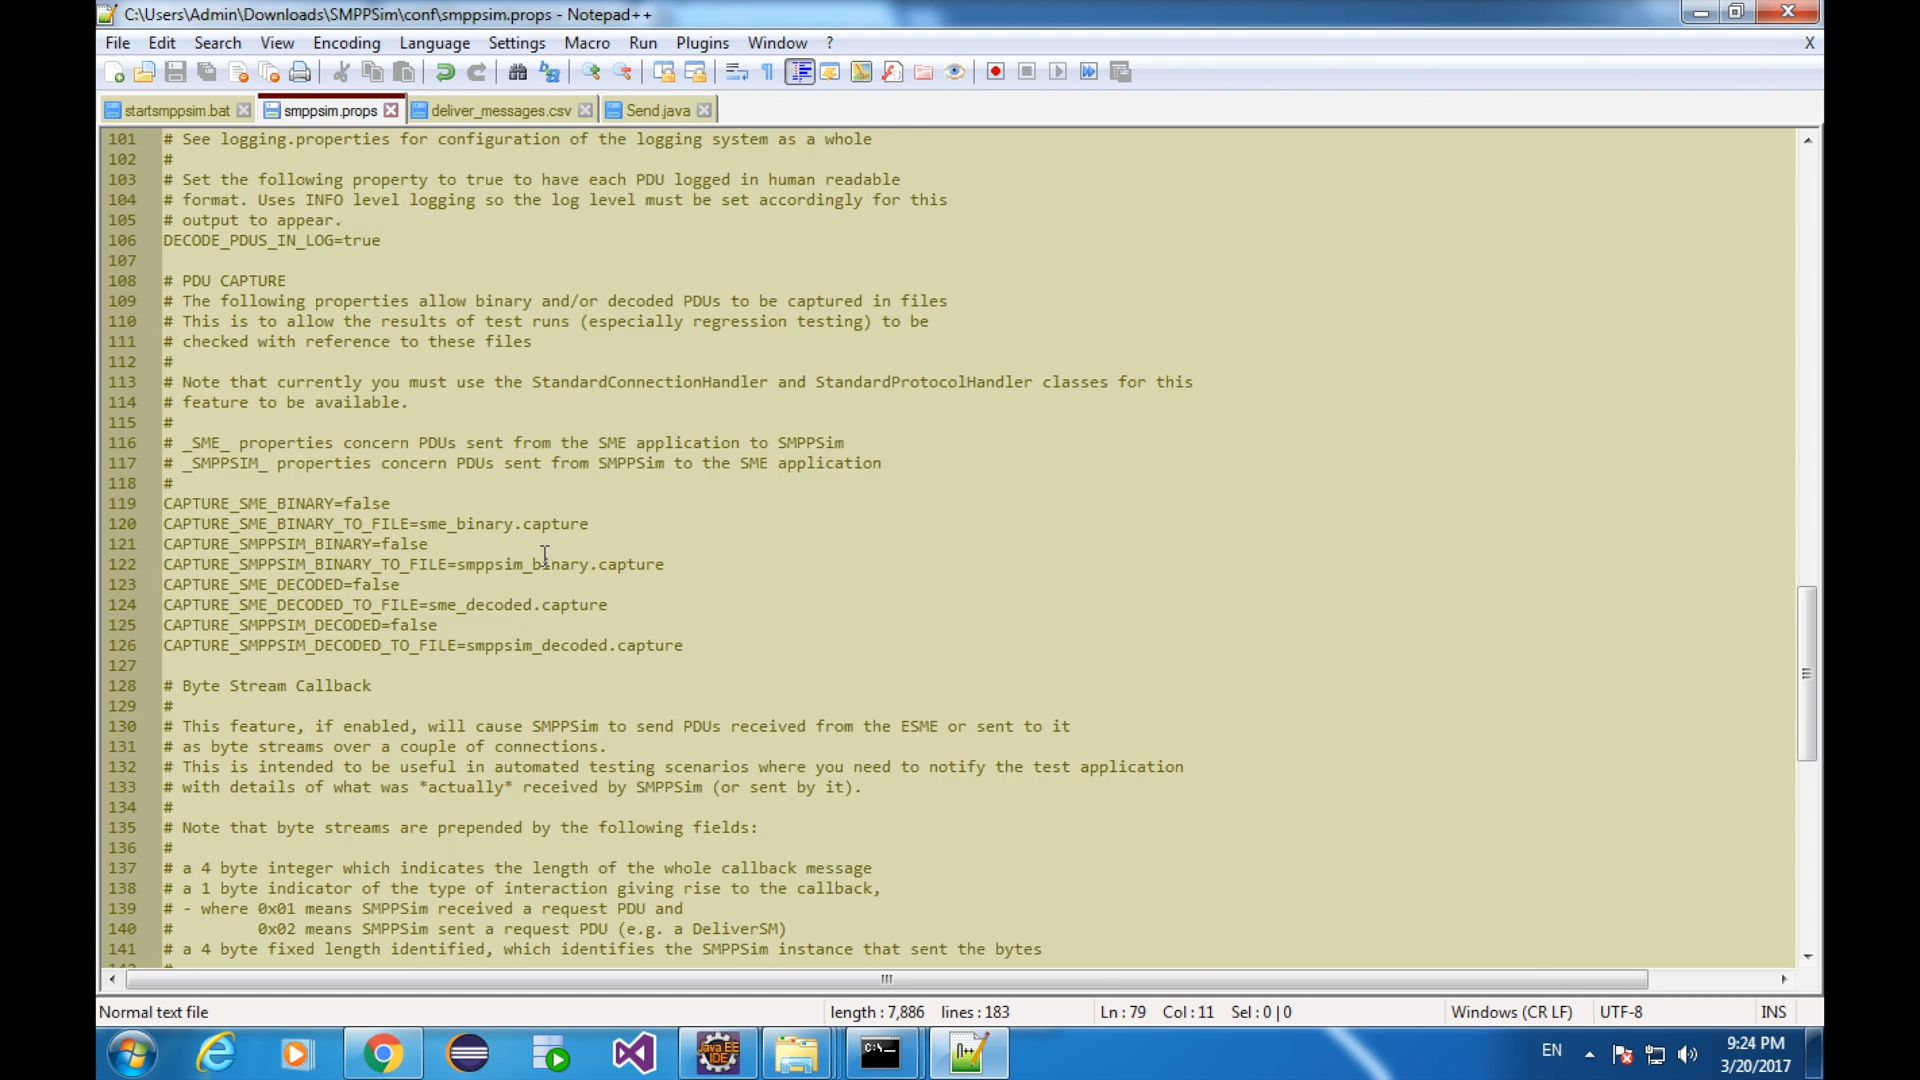 C:\Users\Admin\Downloads\SMPPSim\conf\smppsim.props - Notepad++
File Edit Search View Encoding Language Settings Macro Run Plugins Window ? X
startsmppsim.bat smppsim.props deliver_messages.csv Send.java
101 # See logging.properties for configuration of the logging system as a whole
102 #
103 # Set the following property to true to have each PDU logged in human readable
104 # format. Uses INFO level logging so the log level must be set accordingly for this
105 # output to appear.
106 DECODE_PDUS_IN_LOG=true
107
108 # PDU CAPTURE
109 # The following properties allow binary and/or decoded PDUs to be captured in files
110 # This is to allow the results of test runs (especially regression testing) to be
111 # checked with reference to these files
112 #
113 # Note that currently you must use the StandardConnectionHandler and StandardProtocolHandler classes for this
114 # feature to be available.
115 #
116 # _SME_ properties concern PDUs sent from the SME application to SMPPSim
117 # _SMPPSIM_ properties concern PDUs sent from SMPPSim to the SME application
118 #
119 CAPTURE_SME_BINARY=false
120 CAPTURE_SME_BINARY_TO_FILE=sme_binary.capture
121 CAPTURE_SMPPSIM_BINARY=false
122 CAPTURE_SMPPSIM_BINARY_TO_FILE=smppsim_binary.capture
123 CAPTURE_SME_DECODED=false
124 CAPTURE_SME_DECODED_TO_FILE=sme_decoded.capture
125 CAPTURE_SMPPSIM_DECODED=false
126 CAPTURE_SMPPSIM_DECODED_TO_FILE=smppsim_decoded.capture
127
128 # Byte Stream Callback
129 #
130 # This feature, if enabled, will cause SMPPSim to send PDUs received from the ESME or sent to it
131 # as byte streams over a couple of connections.
132 # This is intended to be useful in automated testing scenarios where you need to notify the test application
133 # with details of what was *actually* received by SMPPSim (or sent by it).
134 #
135 # Note that byte streams are prepended by the following fields:
136 #
137 # a 4 byte integer which indicates the length of the whole callback message
138 # a 1 byte indicator of the type of interaction giving rise to the callback,
139 # - where 0x01 means SMPPSim received a request PDU and
140 #         0x02 means SMPPSim sent a request PDU (e.g. a DeliverSM)
141 # a 4 byte fixed length identified, which identifies the SMPPSim instance that sent the bytes
Normal text file length : 7,886 lines : 183 Ln : 79 Col : 11 Sel : 0 | 0 Windows (CR LF) UTF-8 INS
Java EE IDE C:\. n++ EN 9:24 PM
3/20/2017